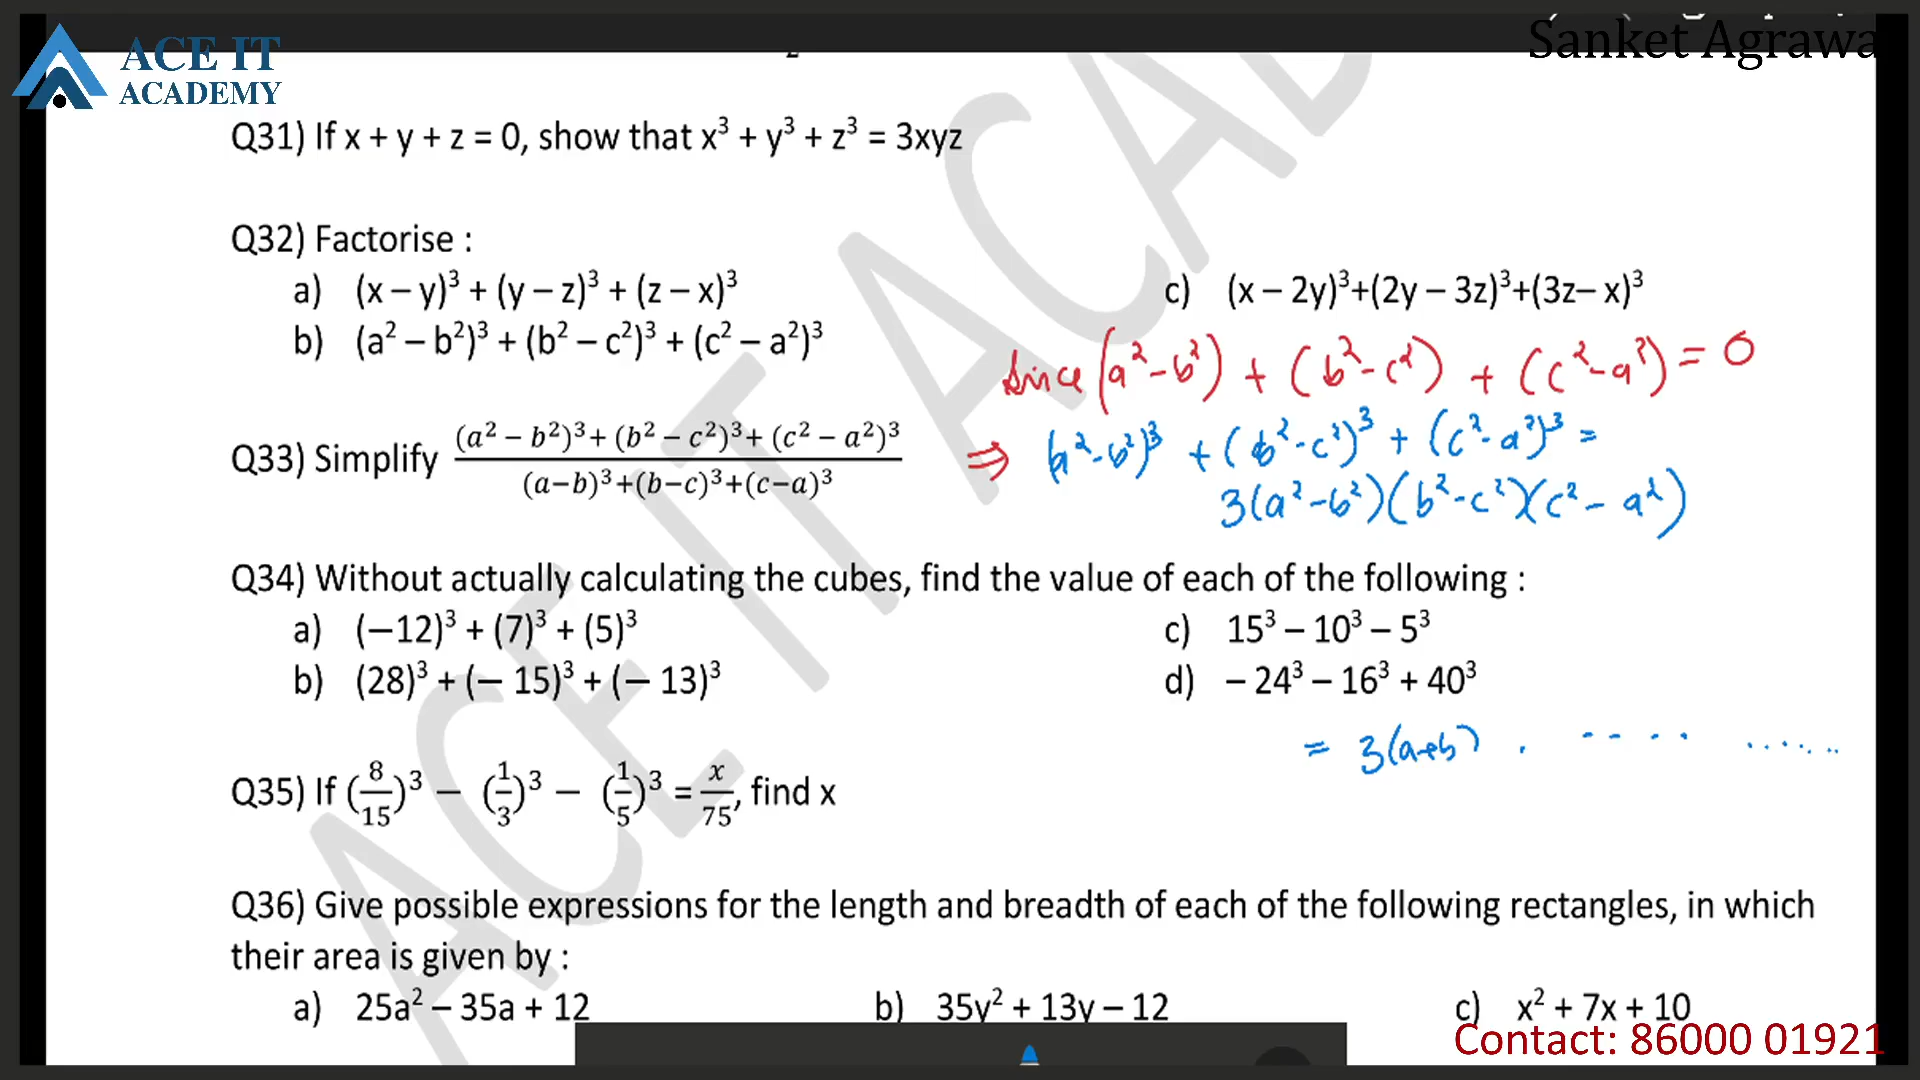 ACE IT
ACADEMY
Sanket Agrawa
Q31) If x + y + z = 0, show that x³ + y³ + z³ = 3xyz
Q32) Factorise :
a) (x – y)³ + (y – z)³ + (z – x)³
c) (x – 2y)³+(2y – 3z)³+(3z– x)³
b) (a² – b²)³ + (b² – c²)³ + (c² – a²)³
Since (a²-b²) + (b²-c²) + (c²-a²) = 0
Q33) Simplify (a² − b²)³+ (b² − c²)³+ (c² − a²)³ / (a−b)³+(b−c)³+(c−a)³
⇒ (a²-b²)³ + (b²-c²)³ + (c²-a²)³ =
3(a²-b²)(b²-c²)(c²-a²)
Q34) Without actually calculating the cubes, find the value of each of the following :
a) (–12)³ + (7)³ + (5)³
c) 15³ – 10³ – 5³
b) (28)³ + (– 15)³ + (– 13)³
d) – 24³ – 16³ + 40³
= 3(a+b) . .... ......
Q35) If (8/15)³ − (1/3)³ − (1/5)³ = x/75, find x
Q36) Give possible expressions for the length and breadth of each of the following rectangles, in which
their area is given by :
a) 25a² – 35a + 12
b) 35y² + 13y – 12
c) x² + 7x + 10
Contact: 86000 01921
ACE IT ACAD